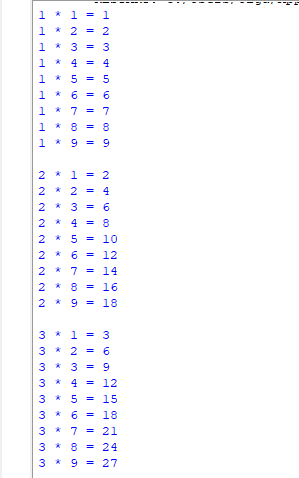 1 * 1 = 1
1 * 2 = 2
1 * 3 = 3
1 * 4 = 4
1 * 5 = 5
1 * 6 = 6
1 * 7 = 7
1 * 8 = 8
1 * 9 = 9
2 * 1 = 2
2 * 2 = 4
2 * 3 = 6
2 * 4 = 8
2 * 5 = 10
2 * 6 = 12
2 * 7 = 14
2 * 8 = 16
2 * 9 = 18
3 * 1 = 3
3 * 2 = 6
3 * 3 = 9
3 * 4 = 12
3 * 5 = 15
3 * 6 = 18
3 * 7 = 21
3 * 8 = 24
3 * 9 = 27